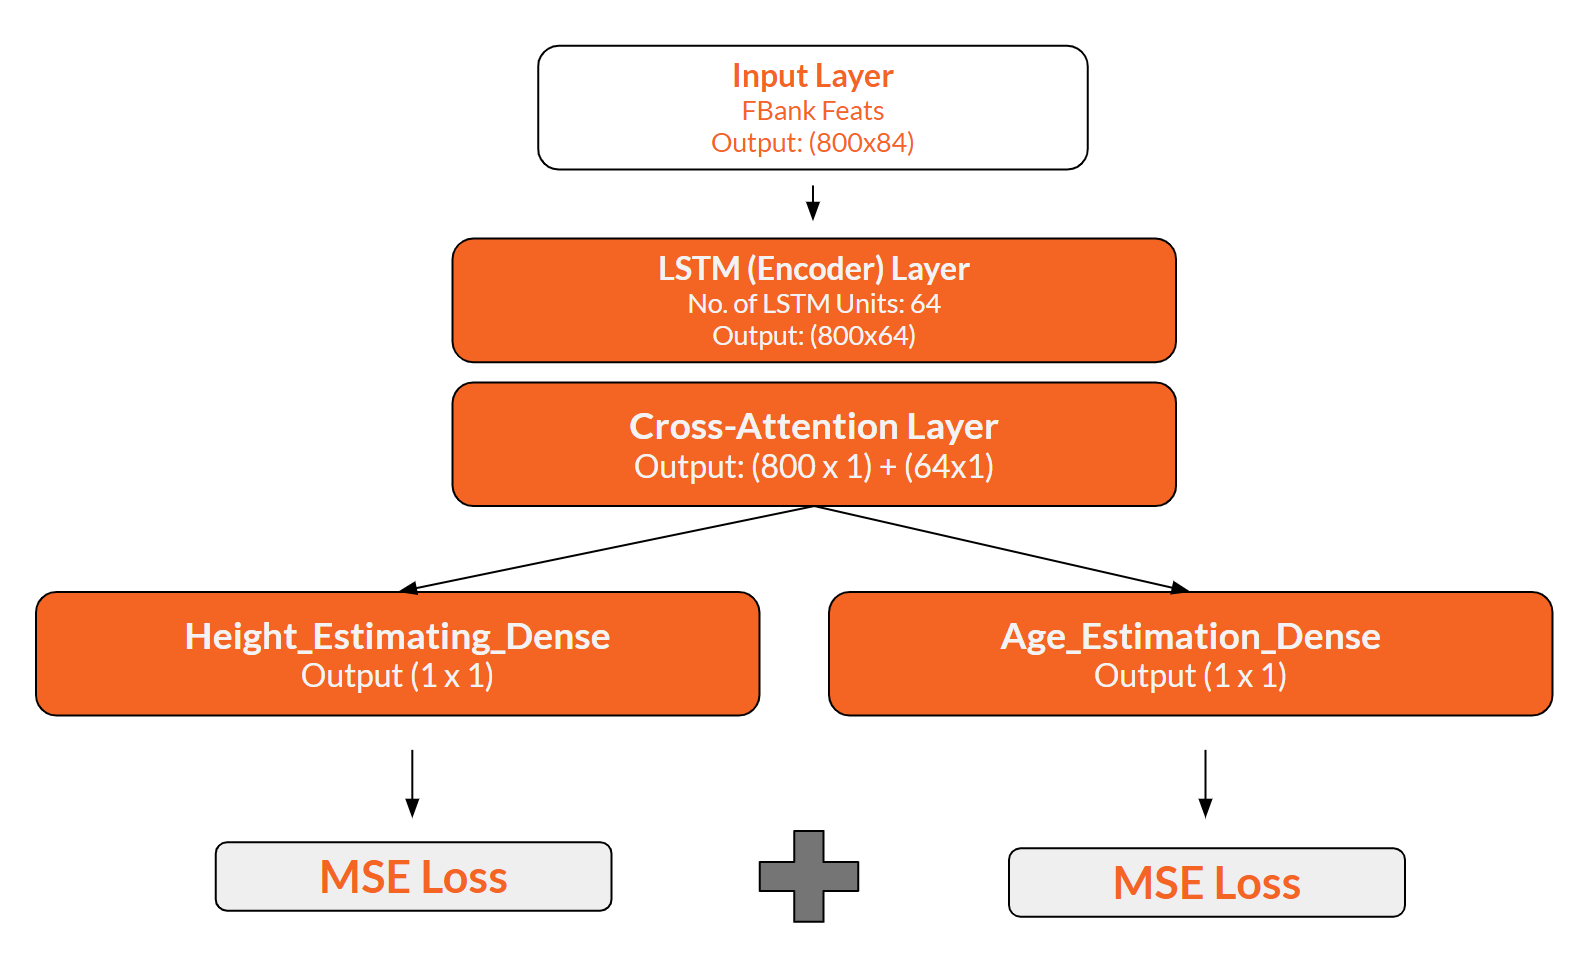 Input Layer
FBank Feats
Output: (800x84)
LSTM (Encoder) Layer
No. of LSTM Units: 64
Output: (800x64)
Cross-Attention Layer
Output: (800 x 1) + (64x1)
Height_Estimating_Dense
Output (1 x 1)
Age_Estimation_Dense
Output (1 x 1)
MSE Loss
MSE Loss